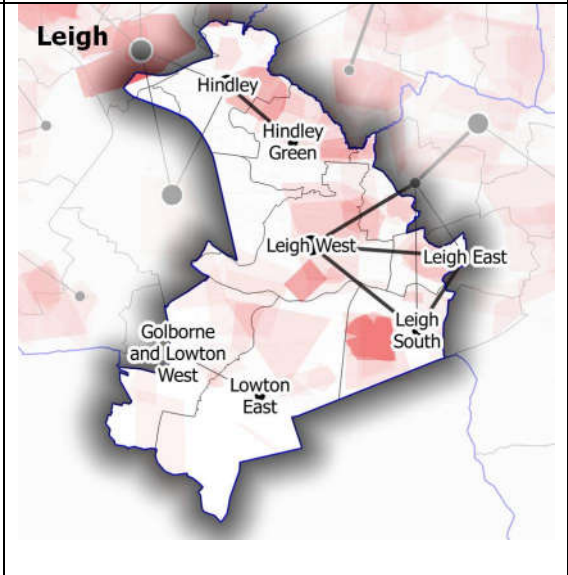 Leigh
Hindley
Hindley
Green
Leigh West
Leigh East
Leigh
South
Golborne
and Lowton
West
Lowton
East